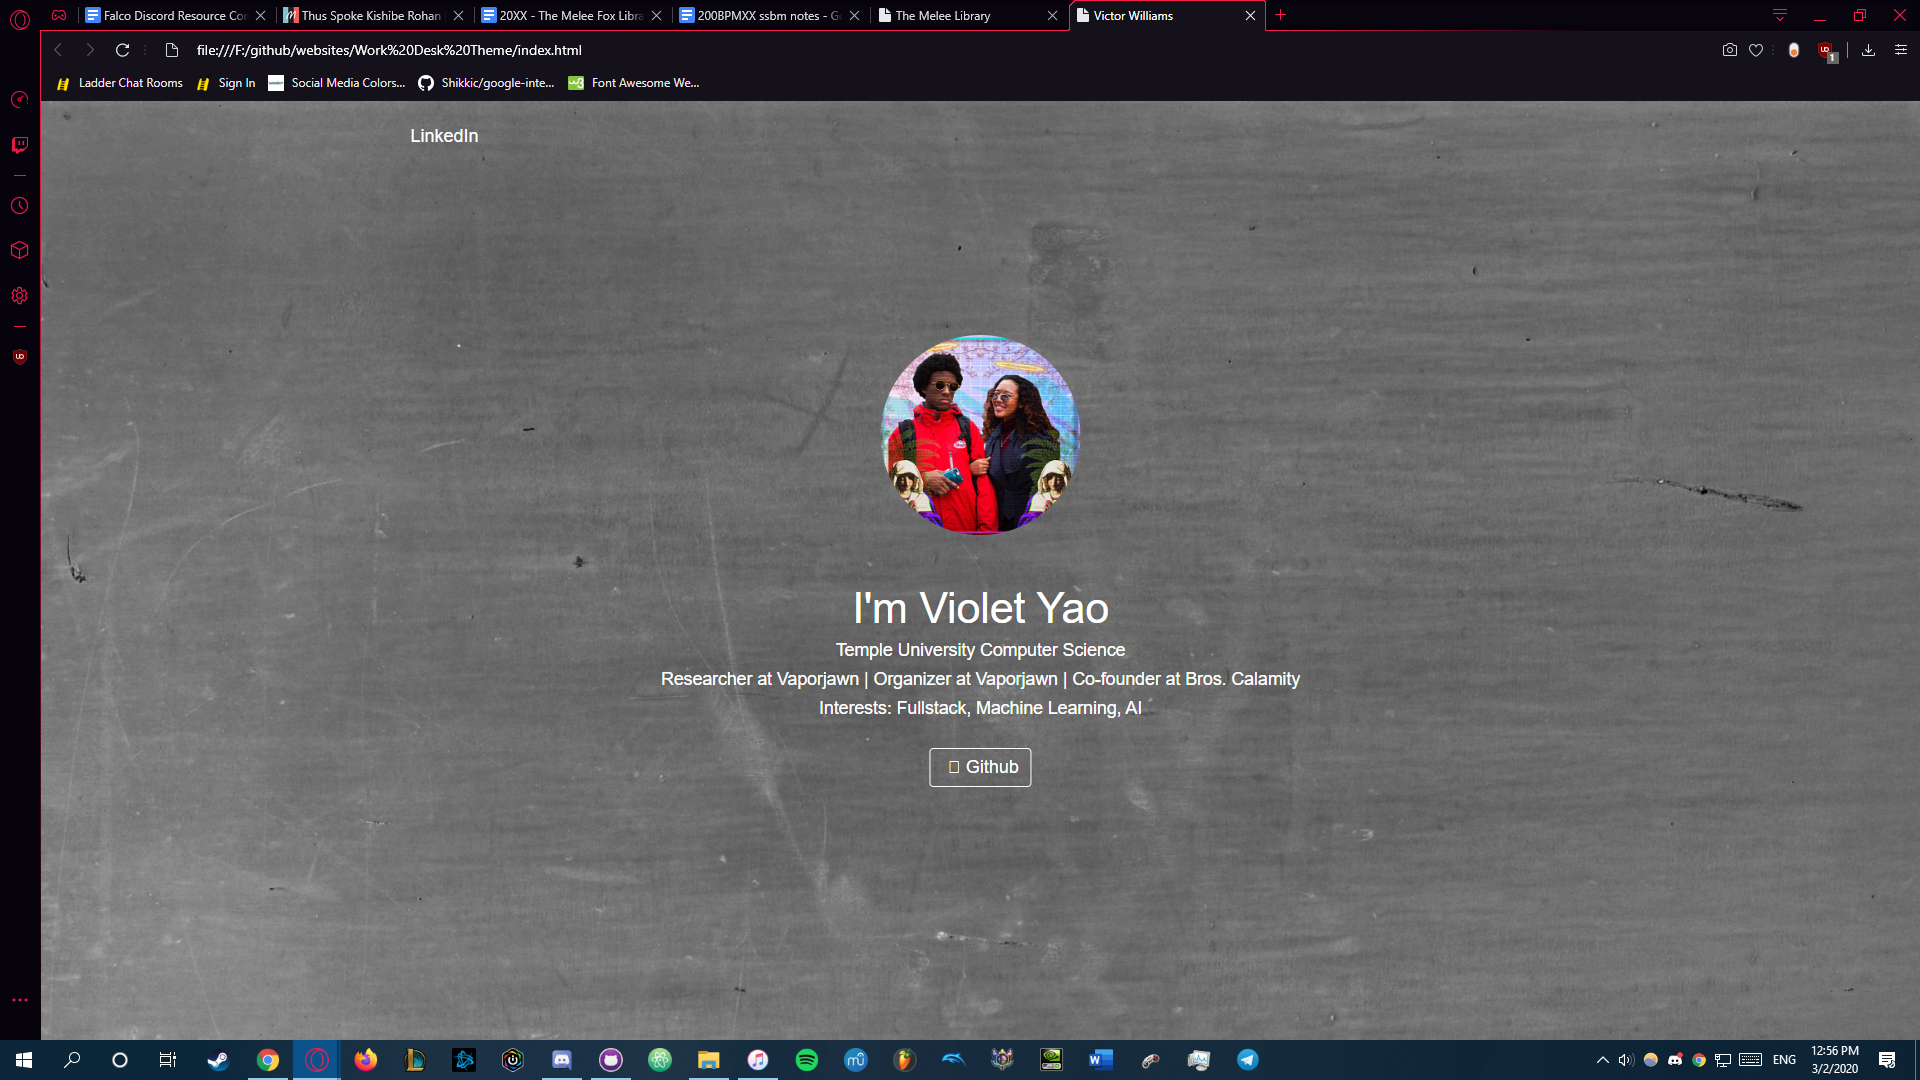 Falco Discord Resource Cor
Thus Spoke Kishibe Rohan
20XX - The Melee Fox Libra
200BPMXX ssbm notes - G
The Melee Library
Victor Williams
file:///F:/github/websites/Work%20Desk%20Theme/index.html
1
Ladder Chat Rooms
Sign In
Social Media Colors...
Shikkic/google-inte...
Font Awesome We...
LinkedIn
I'm Violet Yao
Temple University Computer Science
Researcher at Vaporjawn | Organizer at Vaporjawn | Co-founder at Bros. Calamity
Interests: Fullstack, Machine Learning, AI
Github
ENG
12:56 PM
3/2/2020